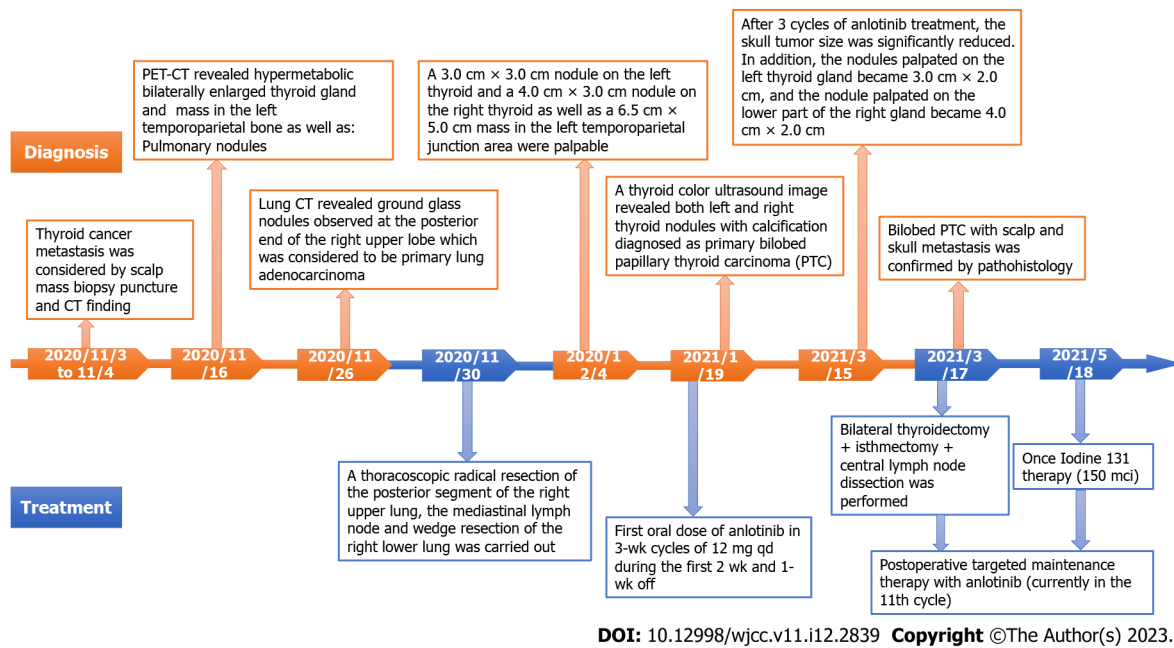 PET-CT revealed hypermetabolic
bilaterally enlarged thyroid gland
and mass in the left
temporoparietal bone as well as:
Pulmonary nodules
A 3.0 cm × 3.0 cm nodule on the left
thyroid and a 4.0 cm × 3.0 cm nodule on
the right thyroid as well as a 6.5 cm ×
5.0 cm mass in the left temporoparietal
junction area were palpable
After 3 cycles of anlotinib treatment, the
skull tumor size was significantly reduced.
In addition, the nodules palpated on the
left thyroid gland became 3.0 cm × 2.0
cm, and the nodule palpated on the
lower part of the right gland became 4.0
cm × 2.0 cm
Diagnosis
Thyroid cancer
metastasis was
considered by scalp
mass biopsy puncture
and CT finding
Lung CT revealed ground glass
nodules observed at the posterior
end of the right upper lobe which
was considered to be primary lung
adenocarcinoma
A thyroid color ultrasound image
revealed both left and right
thyroid nodules with calcification
diagnosed as primary bilobed
papillary thyroid carcinoma (PTC)
Bilobed PTC with scalp and
skull metastasis was
confirmed by pathohistology
2020/11/3
to 11/4
2020/11
/16
2020/11
/26
2020/11
/30
2020/1
2/4
2021/1
/19
2021/3
/15
2021/3
/17
2021/5
/18
Treatment
A thoracoscopic radical resection of
the posterior segment of the right
upper lung, the mediastinal lymph
node and wedge resection of the
right lower lung was carried out
First oral dose of anlotinib in
3-wk cycles of 12 mg qd
during the first 2 wk and 1-
wk off
Bilateral thyroidectomy
+ isthmectomy +
central lymph node
dissection was
performed
Once Iodine 131
therapy (150 mci)
Postoperative targeted maintenance
therapy with anlotinib (currently in the
11th cycle)
DOI: 10.12998/wjcc.v11.i12.2839 Copyright ©The Author(s) 2023.